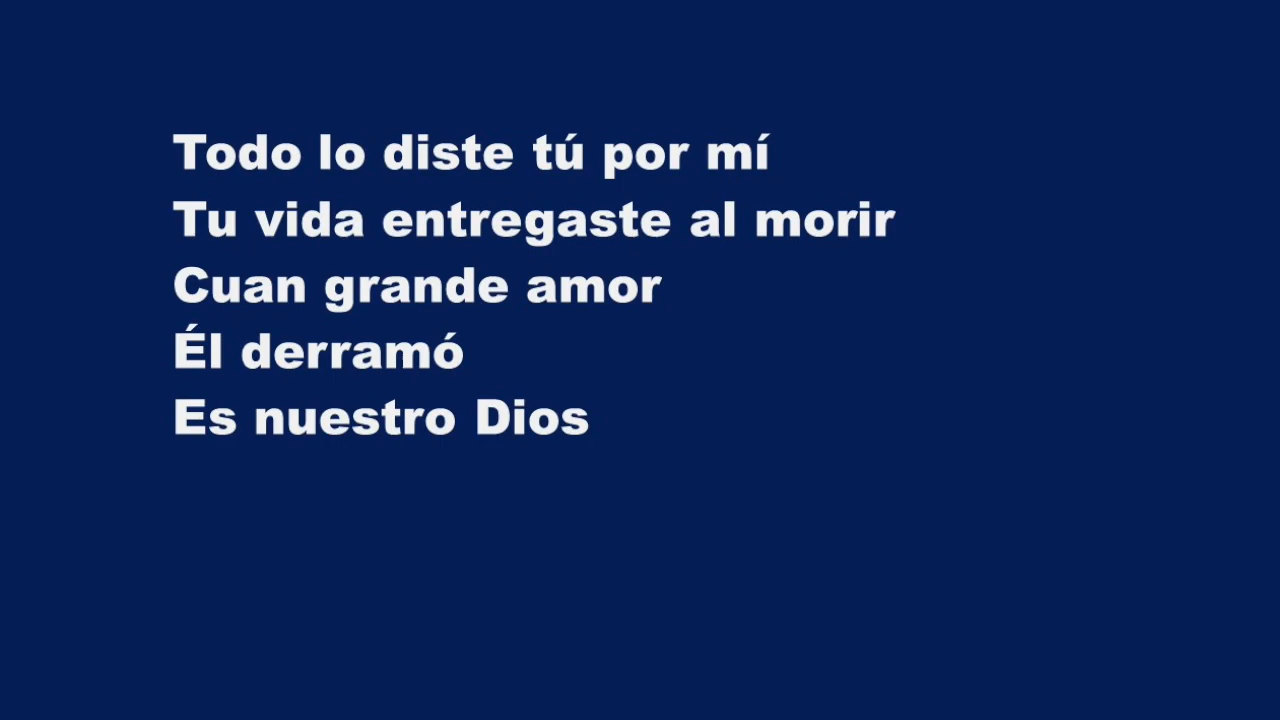 Todo lo diste tú por mí
Tu vida entregaste al morir
Cuan grande amor
Él derramó
Es nuestro Dios